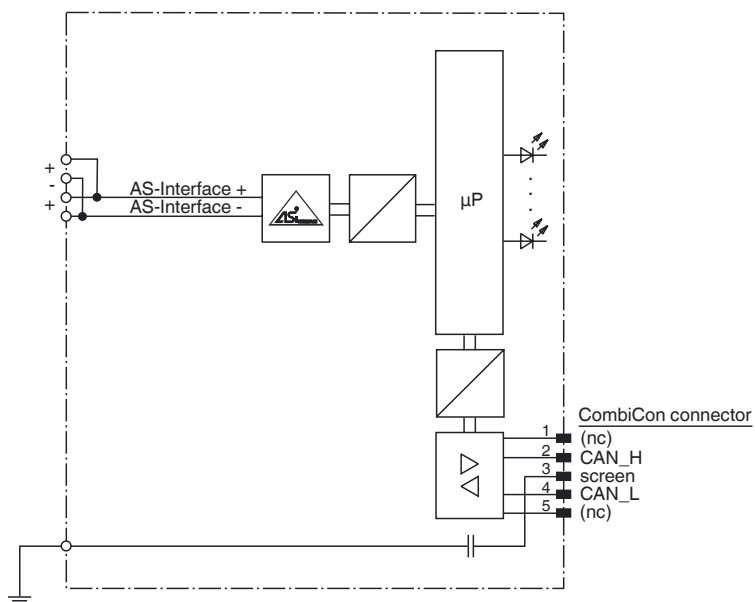 +
-
+
AS-Interface +
AS-Interface -
µP
CombiCon connector
1 (nc)
2 CAN_H
3 screen
4 CAN_L
5 (nc)